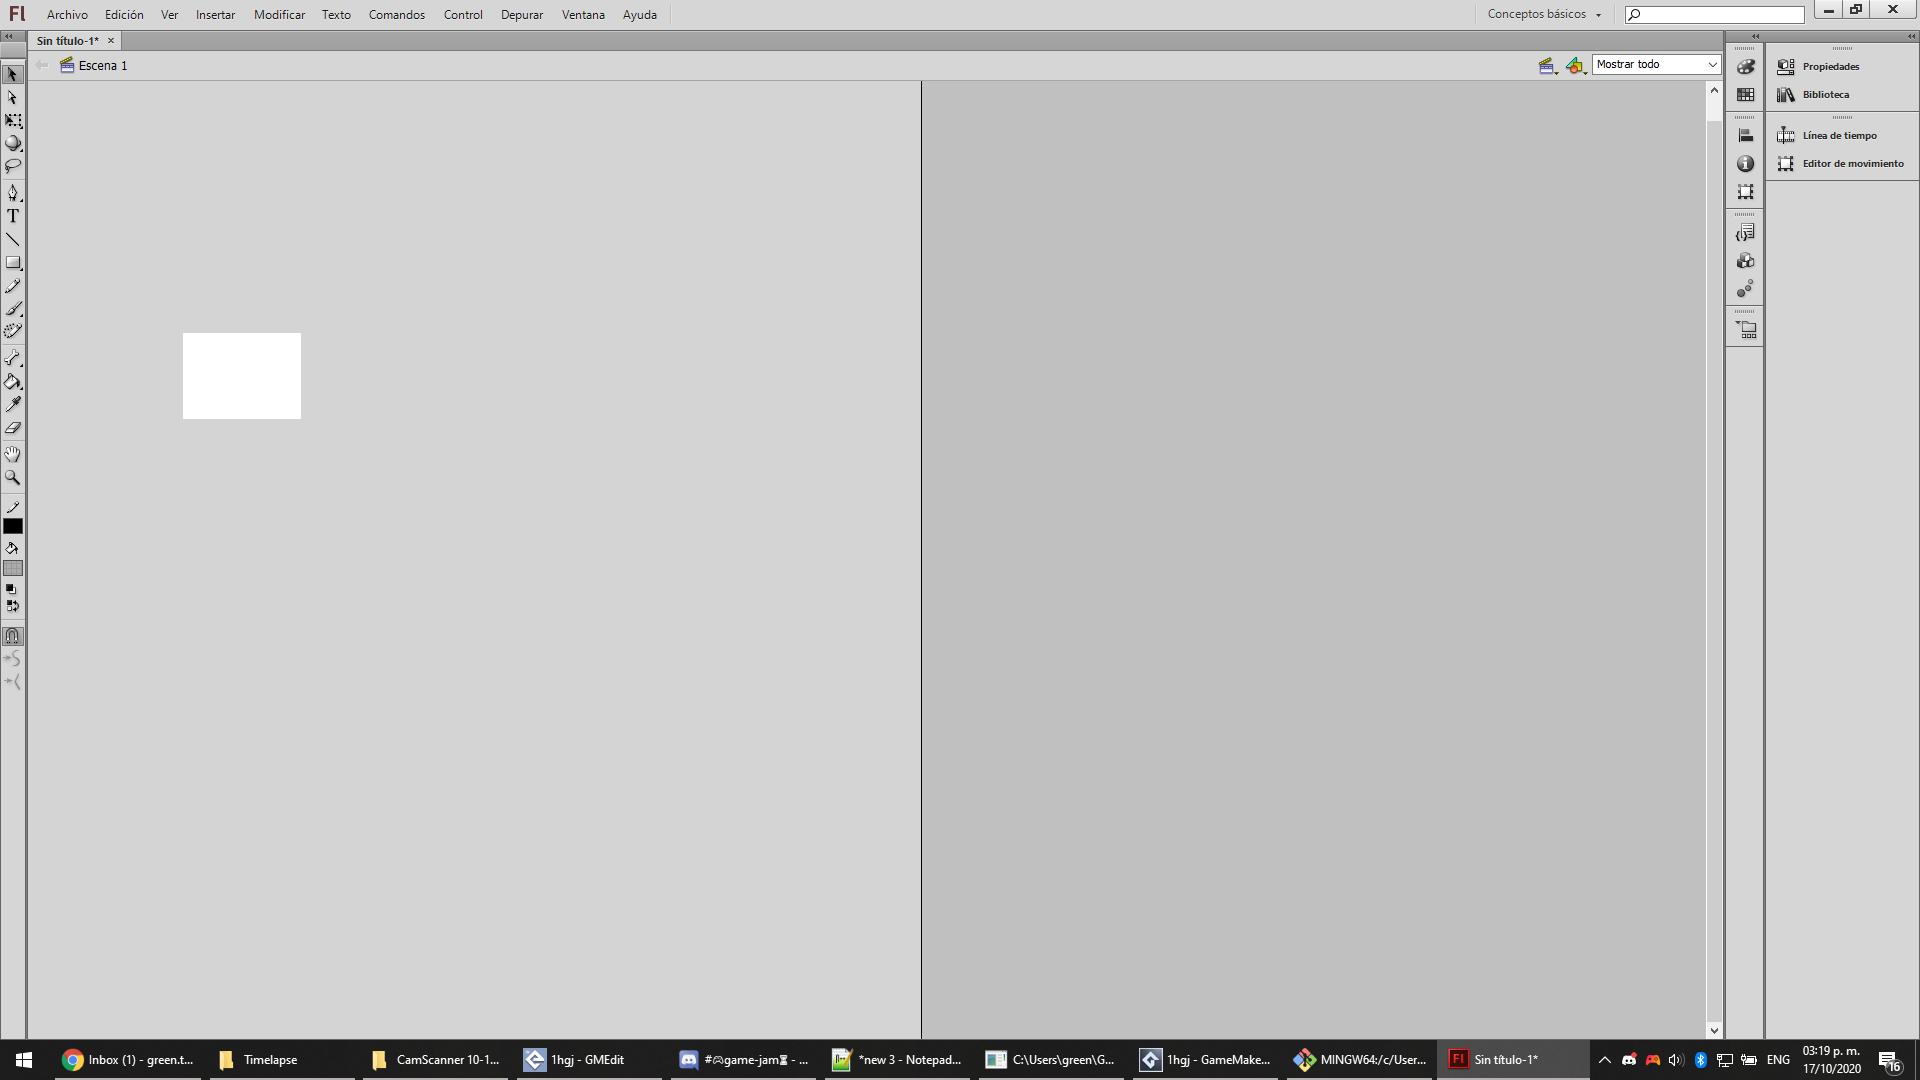 Fl Archivo Edición Ver Insertar Modificar Texto Comandos Control Depurar Ventana Ayuda Conceptos básicos
Sin título-1*
Escena 1 Mostrar todo
Propiedades
Biblioteca
Línea de tiempo
Editor de movimiento
T
Inbox (1) - green.t... Timelapse CamScanner 10-1... 1hgj - GMEdit #🎮game-jam⏳ - ... *new 3 - Notepad... C:\Users\green\G... 1hgj - GameMake... MINGW64:/c/User... Fl Sin título-1* ENG 03:19 p. m.
17/10/2020
16